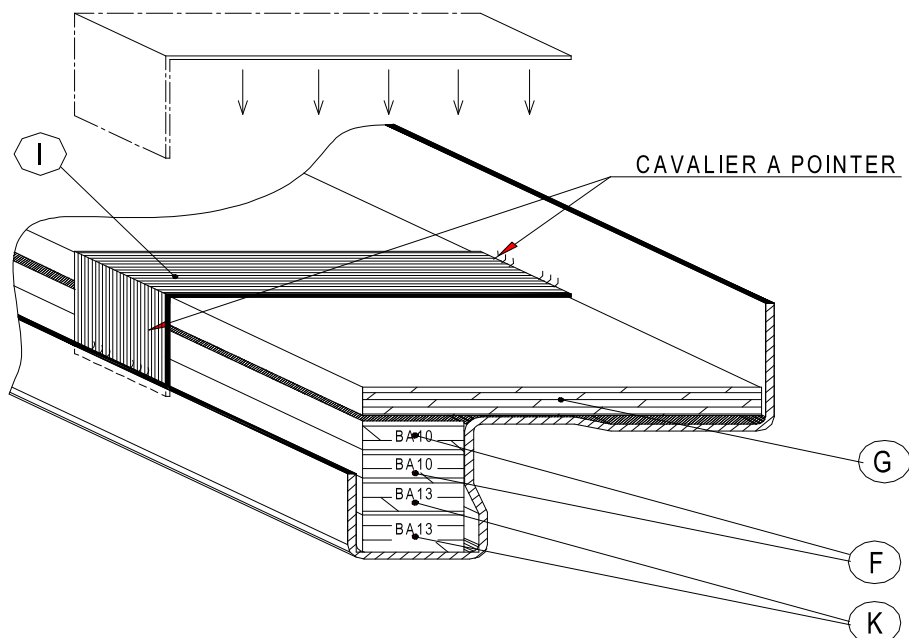 I
CAVALIER A POINTER
BA10
BA10
BA13
BA13
G
F
K